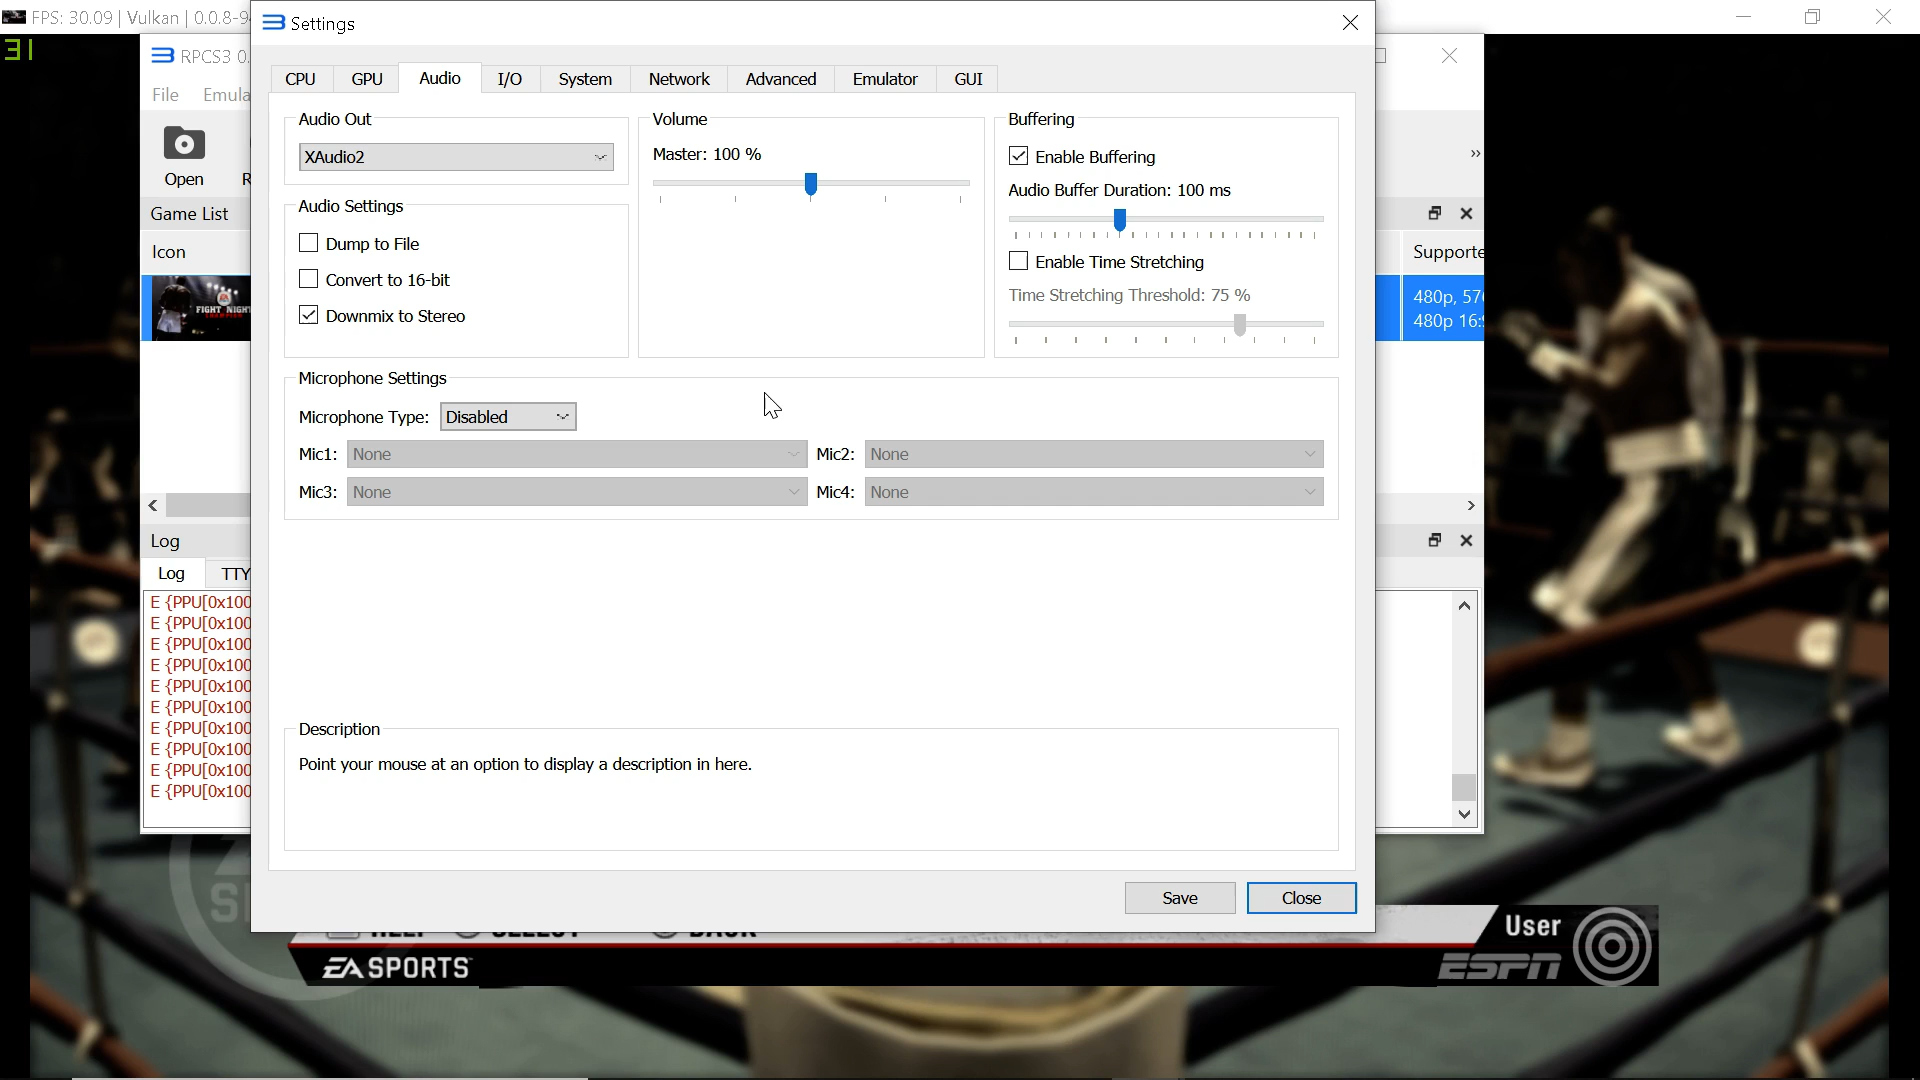 FPS: 30.09 | Vulkan | 0.0.8-9
31
Settings
RPCS3 0.
File Emula
CPU GPU Audio I/O System Network Advanced Emulator GUI
Open
»
Game List
Icon
Supporte
FIGHT NIGHT
CHAMPION
480p, 57
480p 16:
Audio Out
XAudio2
Audio Settings
Dump to File
Convert to 16-bit
Downmix to Stereo
Volume
Master: 100 %
Buffering
Enable Buffering
Audio Buffer Duration: 100 ms
Enable Time Stretching
Time Stretching Threshold: 75 %
Microphone Settings
Microphone Type: Disabled
Mic1: None Mic2: None
Mic3: None Mic4: None
Log
Log TTY
E {PPU[0x100
E {PPU[0x100
E {PPU[0x100
E {PPU[0x100
E {PPU[0x100
E {PPU[0x100
E {PPU[0x100
E {PPU[0x100
E {PPU[0x100
E {PPU[0x100
Description
Point your mouse at an option to display a description in here.
Save Close
HELP SELECT BACK
User
EA SPORTS
ESPN